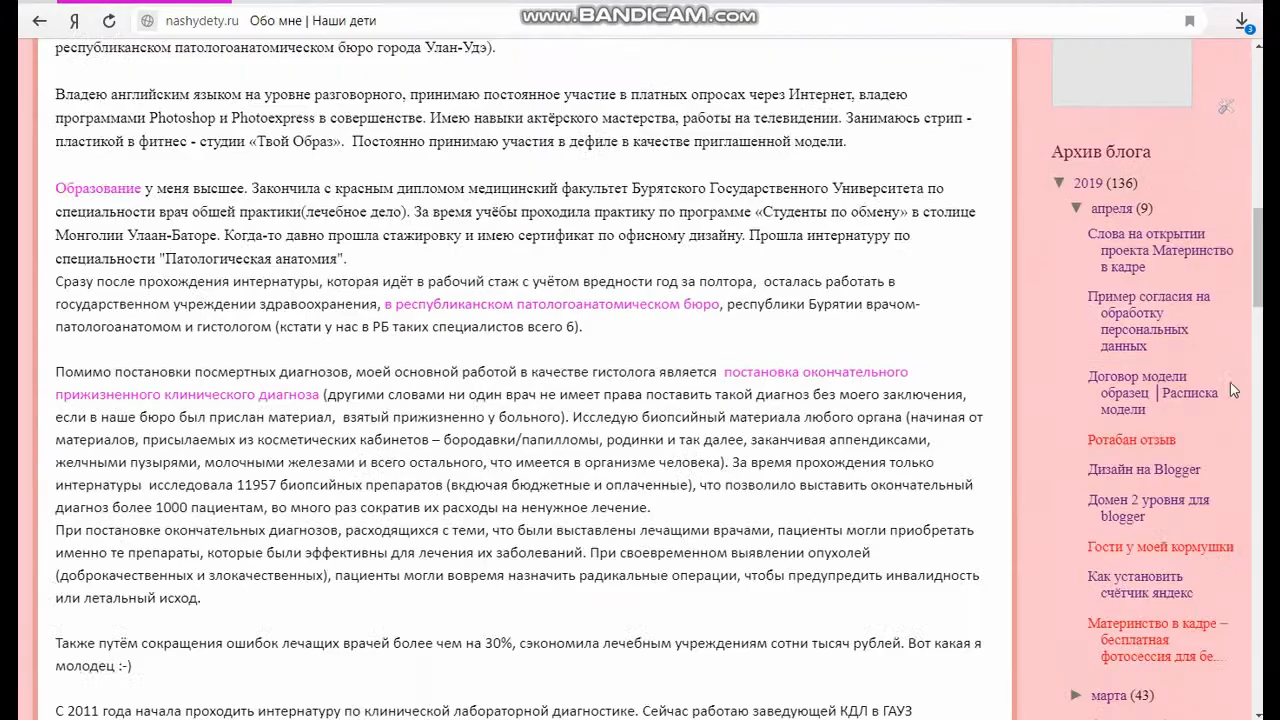 nashydety.ru Обо мне | Наши дети
www.BANDICAM.com
3
республиканском патологоанатомическом бюро города Улан-Удэ).
Владею английским языком на уровне разговорного, принимаю постоянное участие в платных опросах через Интернет, владею
программами Photoshop и Photoexpress в совершенстве. Имею навыки актёрского мастерства, работы на телевидении. Занимаюсь стрип -
пластикой в фитнес - студии «Твой Образ». Постоянно принимаю участия в дефиле в качестве приглашенной модели.
Образование у меня высшее. Закончила с красным дипломом медицинский факультет Бурятского Государственного Университета по
специальности врач обшей практики(лечебное дело). За время учёбы проходила практику по программе «Студенты по обмену» в столице
Монголии Улаан-Баторе. Когда-то давно прошла стажировку и имею сертификат по офисному дизайну. Прошла интернатуру по
специальности "Патологическая анатомия".
Сразу после прохождения интернатуры, которая идёт в рабочий стаж с учётом вредности год за полтора, осталась работать в
государственном учреждении здравоохранения, в республиканском патологоанатомическом бюро, республики Бурятии врачом-
патологоанатомом и гистологом (кстати у нас в РБ таких специалистов всего 6).
Помимо постановки посмертных диагнозов, моей основной работой в качестве гистолога является постановка окончательного
прижизненного клинического диагноза (другими словами ни один врач не имеет права поставить такой диагноз без моего заключения,
если в наше бюро был прислан материал, взятый прижизненно у больного). Исследую биопсийный материала любого органа (начиная от
материалов, присылаемых из косметических кабинетов – бородавки/папилломы, родинки и так далее, заканчивая аппендиксами,
желчными пузырями, молочными железами и всего остального, что имеется в организме человека). За время прохождения только
интернатуры исследовала 11957 биопсийных препаратов (включая бюджетные и оплаченные), что позволило выставить окончательный
диагноз более 1000 пациентам, во много раз сократив их расходы на ненужное лечение.
При постановке окончательных диагнозов, расходящихся с теми, что были выставлены лечащими врачами, пациенты могли приобретать
именно те препараты, которые были эффективны для лечения их заболеваний. При своевременном выявлении опухолей
(доброкачественных и злокачественных), пациенты могли вовремя назначить радикальные операции, чтобы предупредить инвалидность
или летальный исход.
Также путём сокращения ошибок лечащих врачей более чем на 30%, сэкономила лечебным учреждениям сотни тысяч рублей. Вот какая я
молодец :-)
С 2011 года начала проходить интернатуру по клинической лабораторной диагностике. Сейчас работаю заведующей КДЛ в ГАУЗ
Архив блога
▼ 2019 (136)
▼ апреля (9)
Слова на открытии
проекта Материнство
в кадре
Пример согласия на
обработку
персональных
данных
Договор модели
образец | Расписка
модели
Ротабан отзыв
Дизайн на Blogger
Домен 2 уровня для
blogger
Гости у моей кормушки
Как установить
счётчик яндекс
Материнство в кадре –
бесплатная
фотосессия для бе...
► марта (43)